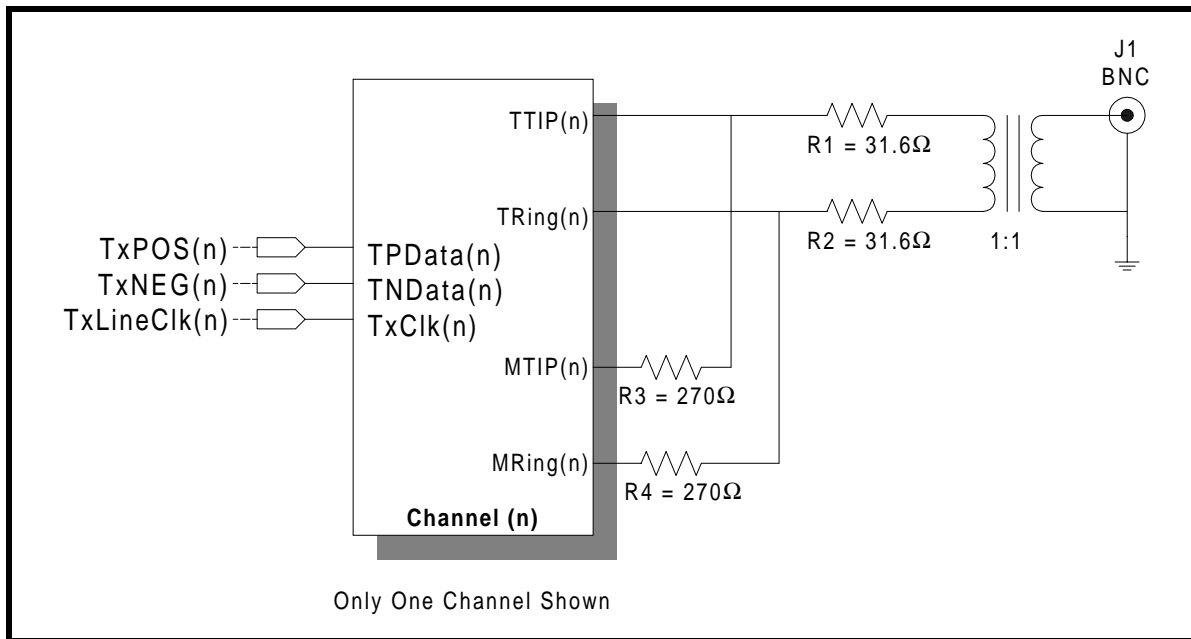 J1
BNC
TTIP(n)
R1 = 31.6Ω
TRing(n)
R2 = 31.6Ω
1:1
TxPOS(n)
TPData(n)
TxNEG(n)
TNData(n)
TxLineClk(n)
TxClk(n)
MTIP(n)
R3 = 270Ω
MRing(n)
R4 = 270Ω
Channel (n)
Only One Channel Shown